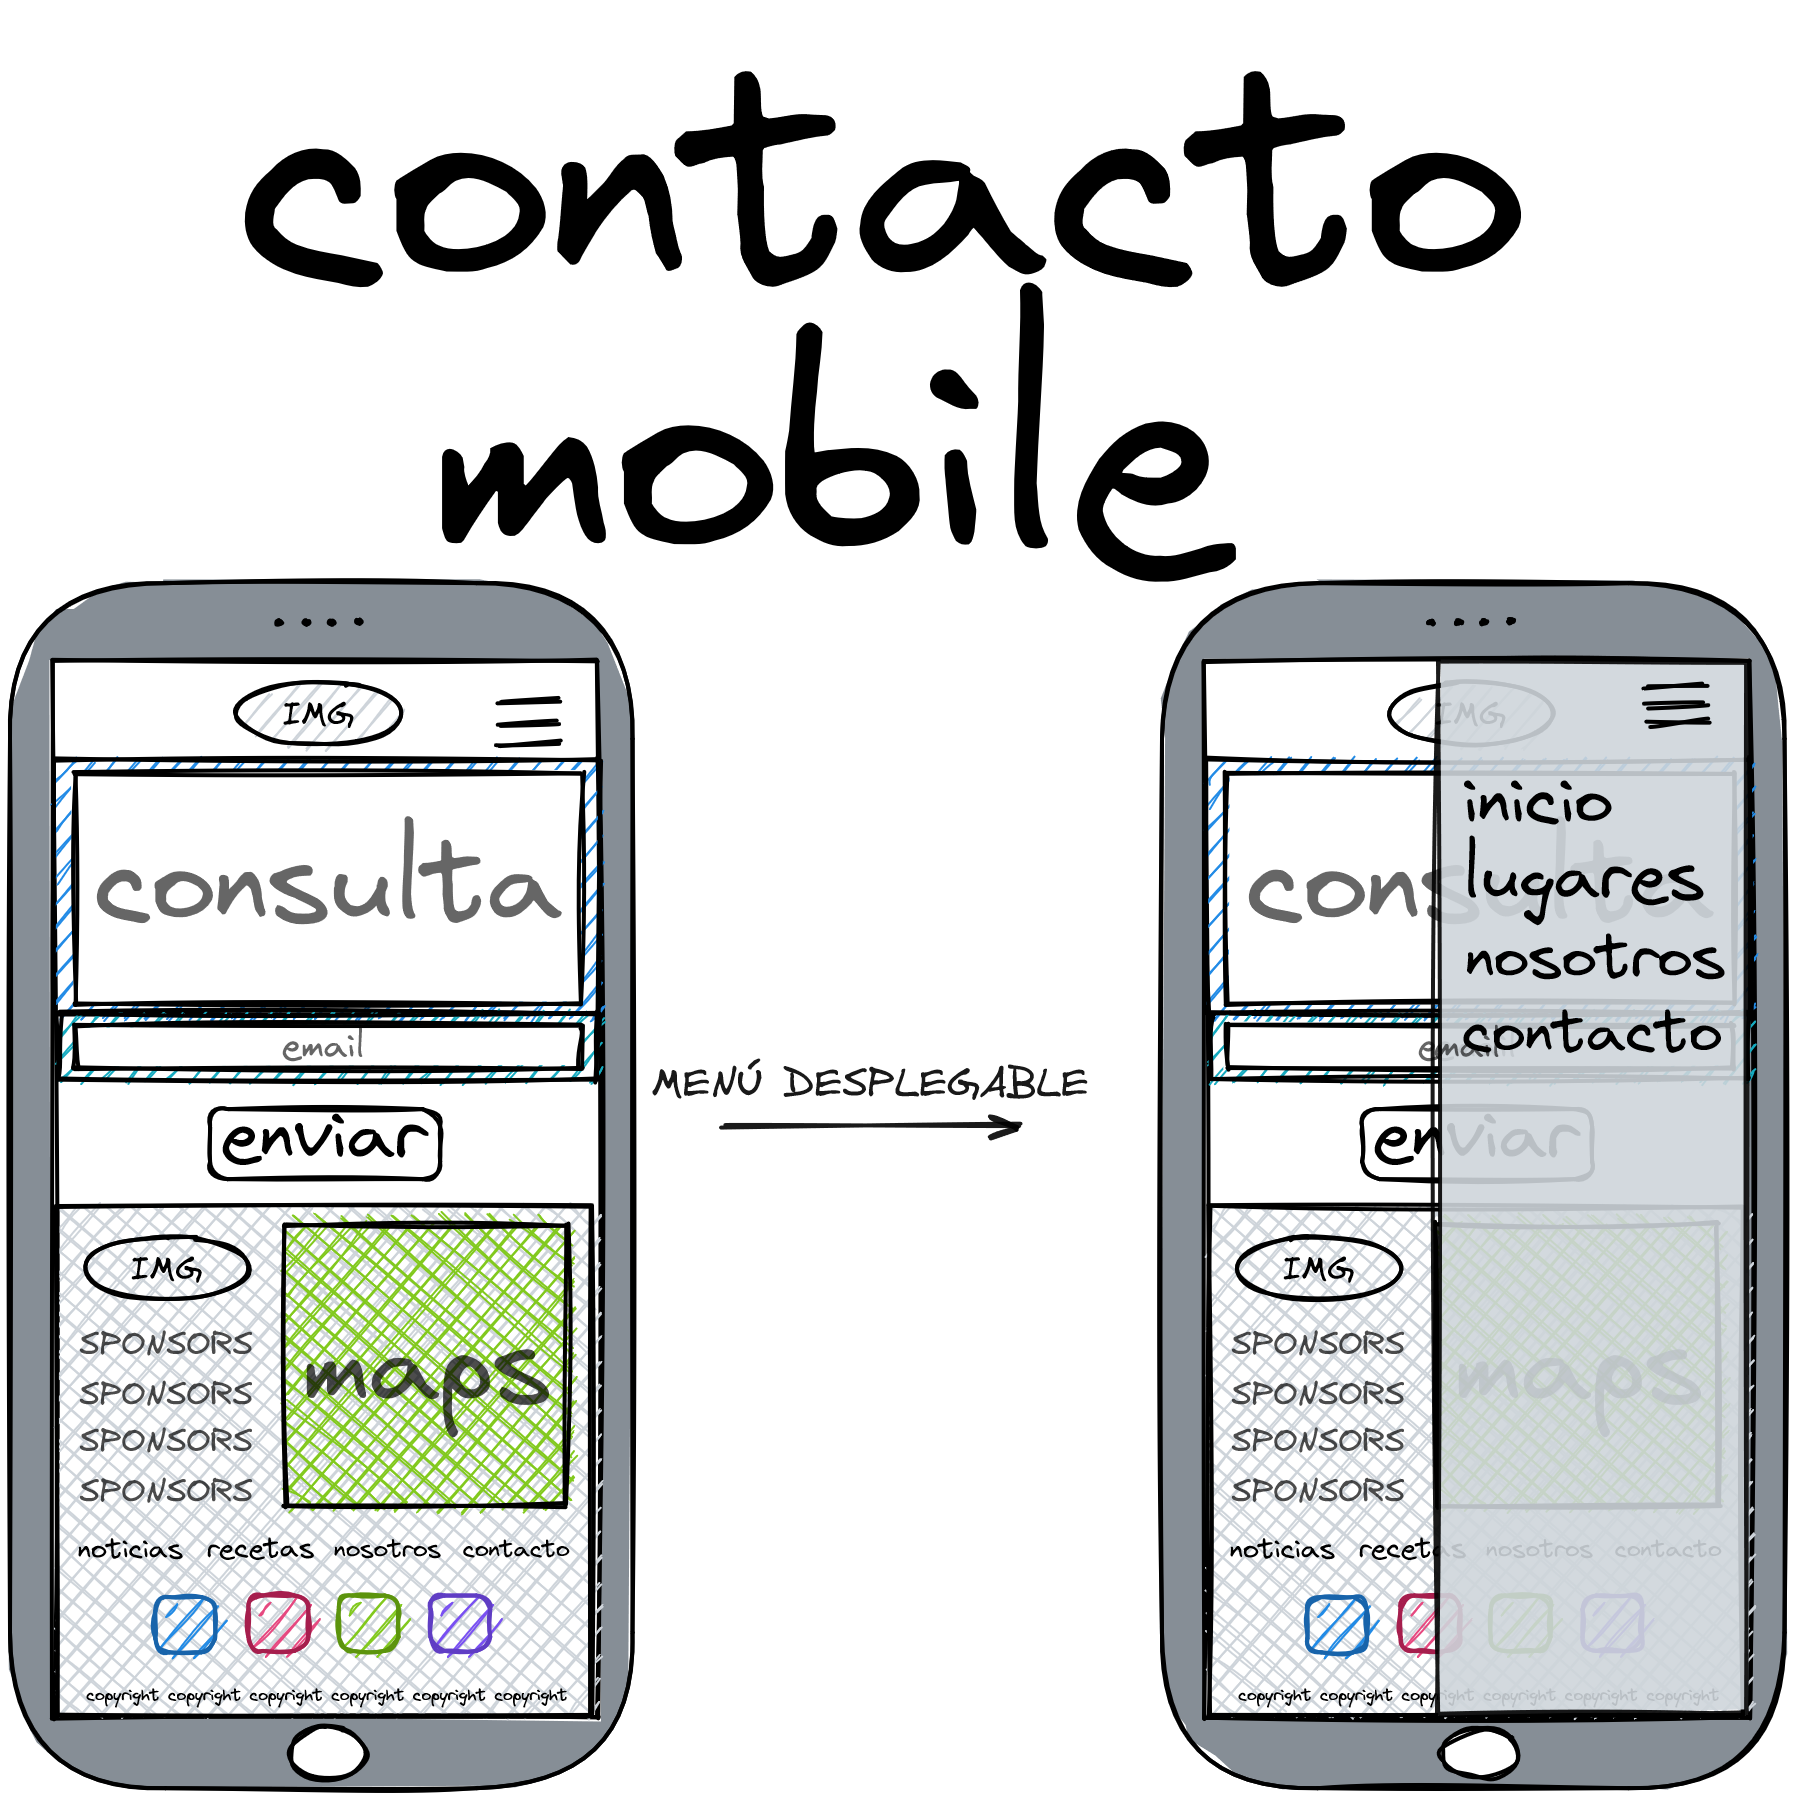 contacto
mobile
IMG
consulta
email
enviar
IMG
maps
SPONSORS
SPONSORS
SPONSORS
SPONSORS
noticias recetas nosotros contacto
copyright copyright copyright copyright copyright copyright
MENÚ DESPLEGABLE
IMG
inicio
consulta
lugares
nosotros
email
contacto
enviar
IMG
maps
SPONSORS
SPONSORS
SPONSORS
SPONSORS
noticias recetas nosotros contacto
copyright copyright copyright copyright copyright copyright